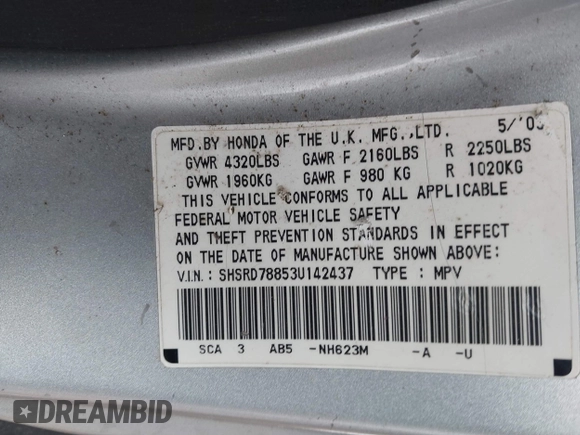 MFD.BY HONDA OF THE U.K. MFG.,LTD. 5/'03
GVWR 4320LBS GAWR F 2160LBS R 2250LBS
GVWR 1960KG GAWR F 980 KG R 1020KG
THIS VEHICLE CONFORMS TO ALL APPLICABLE
FEDERAL MOTOR VEHICLE SAFETY
AND THEFT PREVENTION STANDARDS IN EFFECT
ON THE DATE OF MANUFACTURE SHOWN ABOVE:
V.I.N.: SHSRD78853U142437 TYPE : MPV
SCA 3 AB5 -NH623M -A -U
DREAMBID